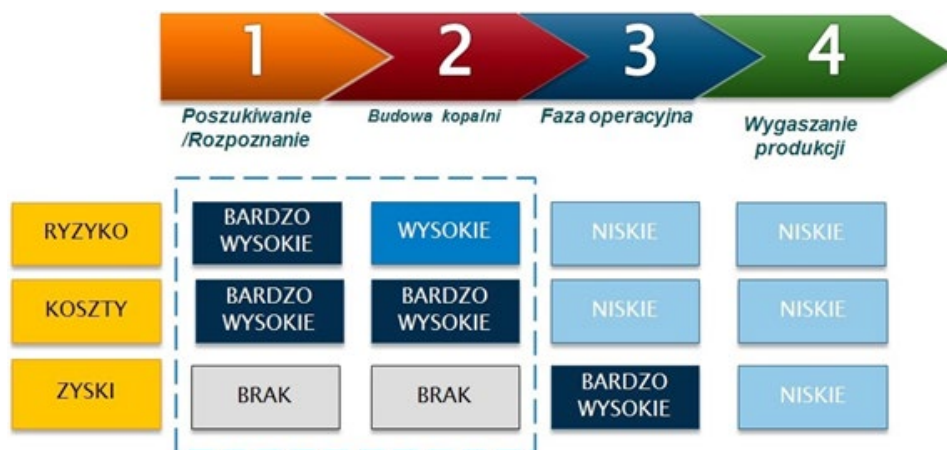 1
2
3
4
Poszukiwanie
/Rozpoznanie
Budowa kopalni
Faza operacyjna
Wygaszanie
produkcji
RYZYKO
BARDZO
WYSOKIE
WYSOKIE
NISKIE
NISKIE
KOSZTY
BARDZO
WYSOKIE
BARDZO
WYSOKIE
NISKIE
NISKIE
ZYSKI
BRAK
BRAK
BARDZO
WYSOKIE
NISKIE